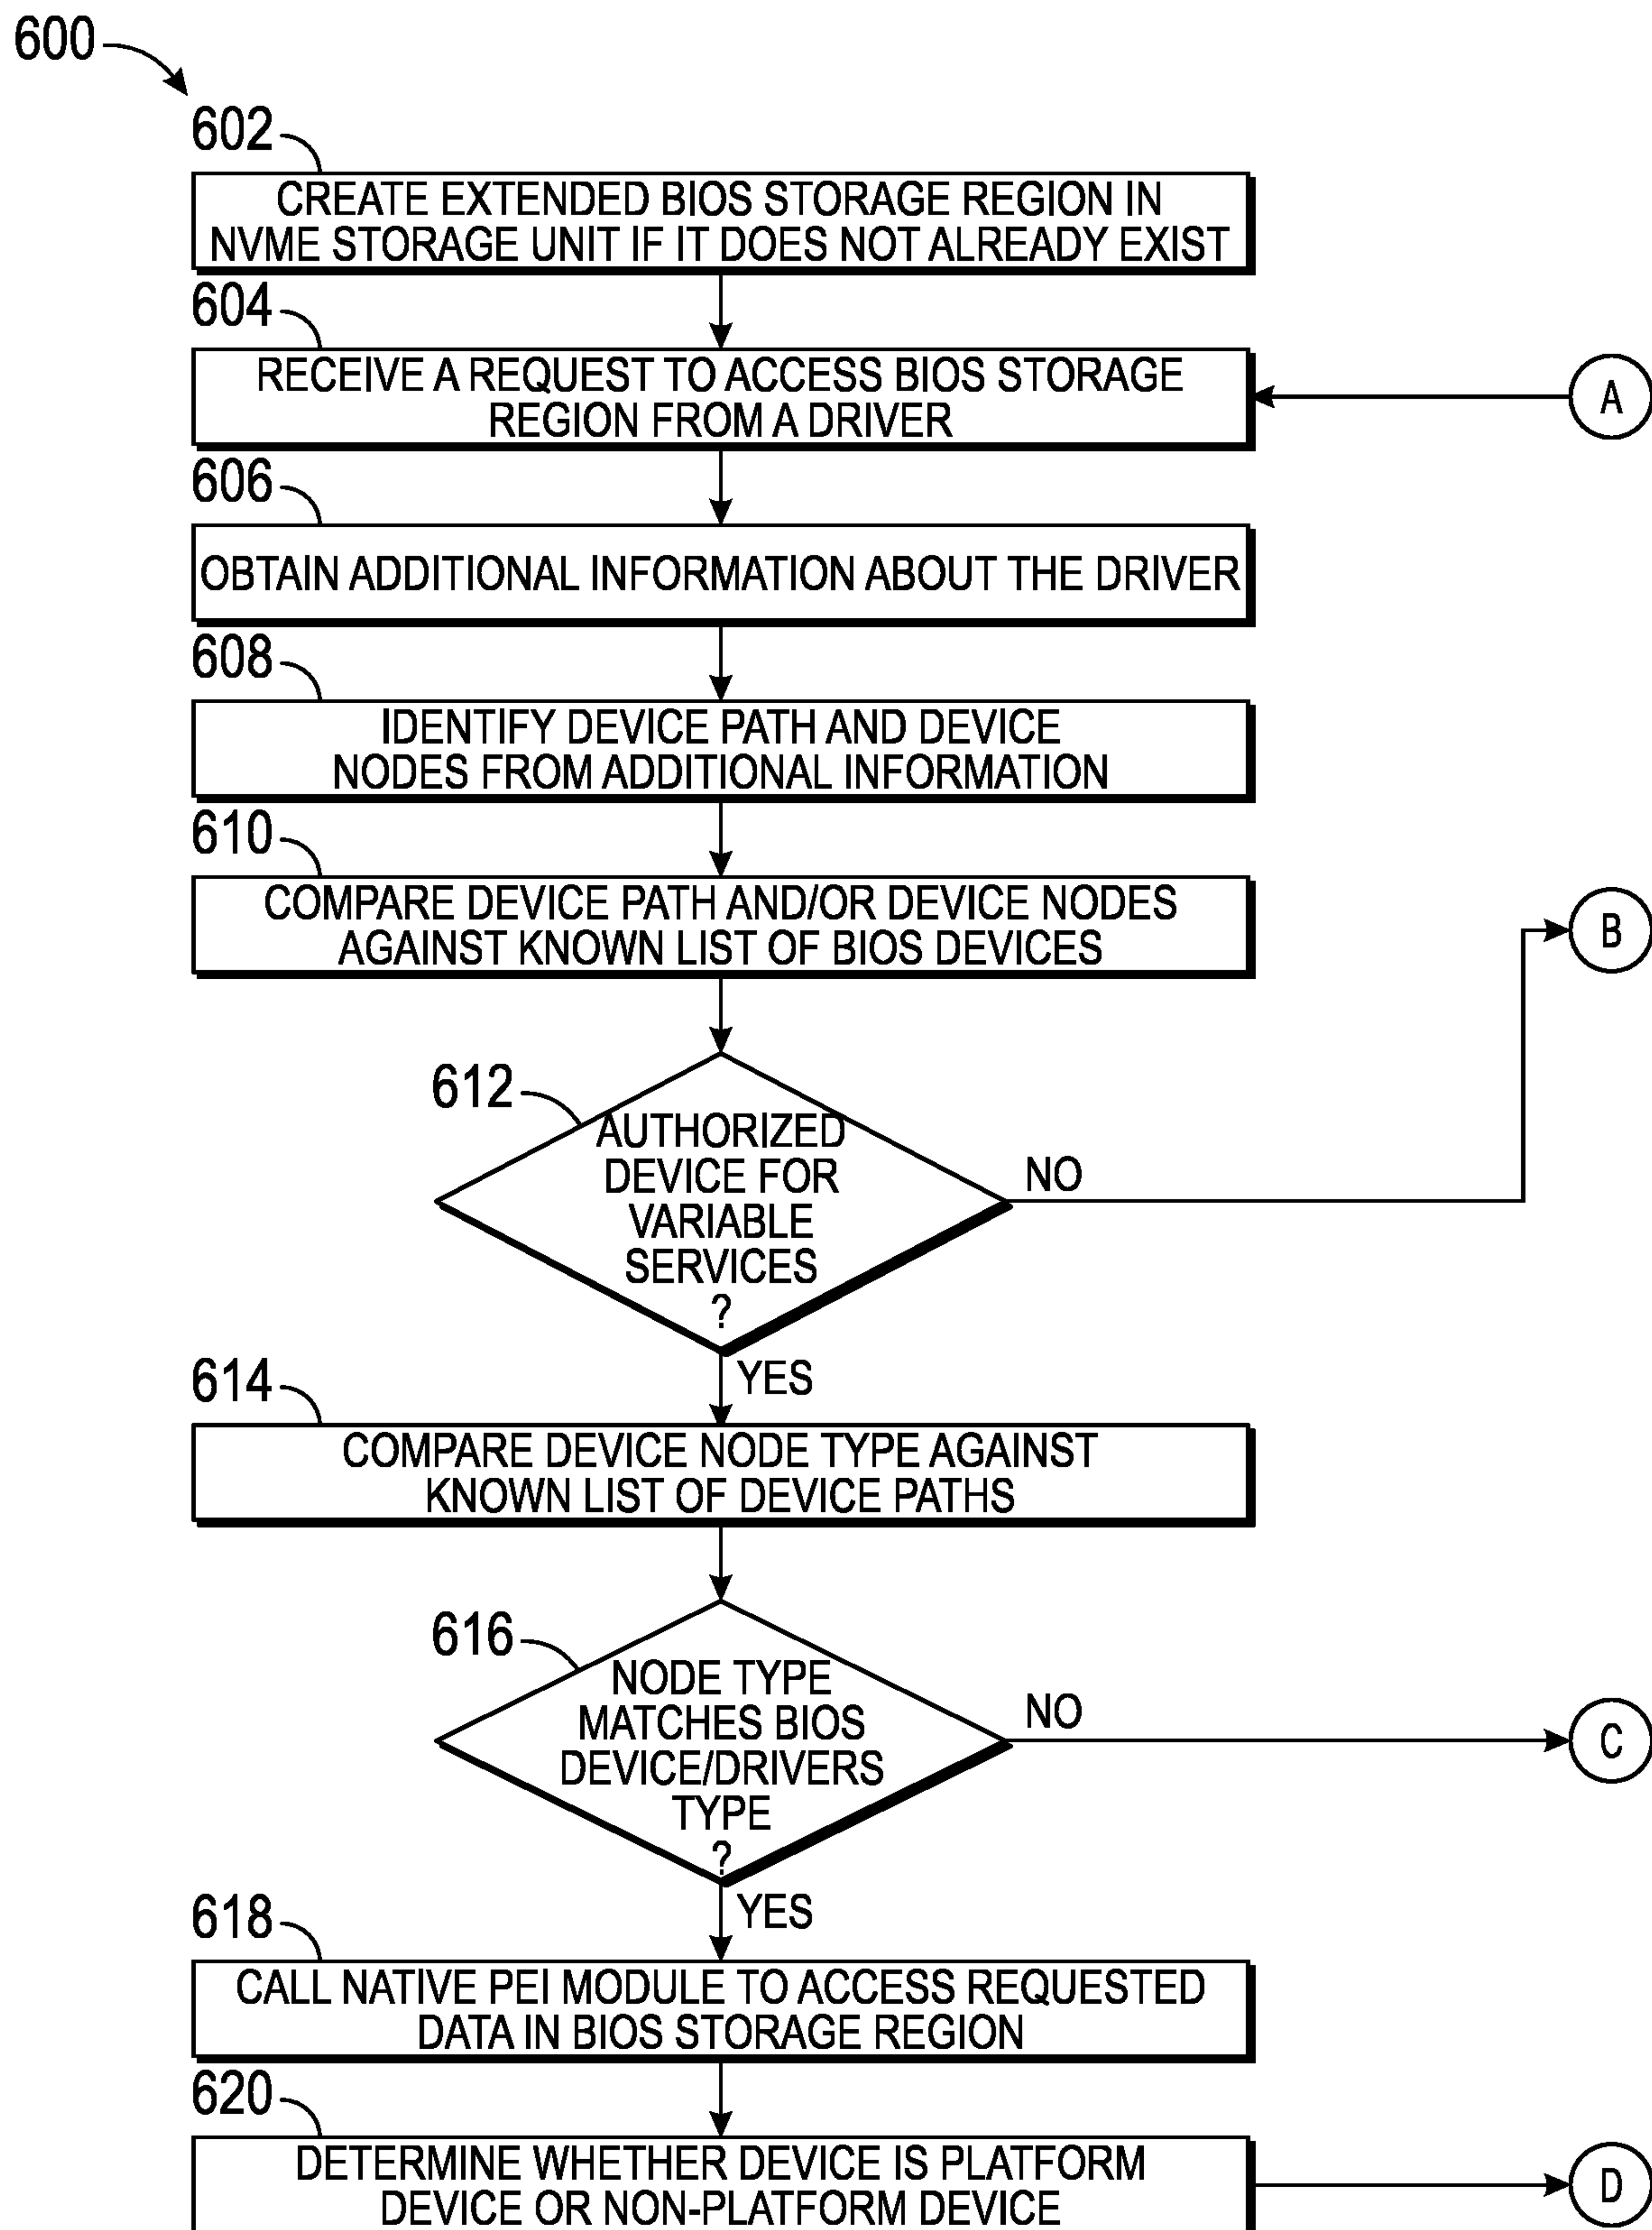 600
602
CREATE EXTENDED BIOS STORAGE REGION IN
NVME STORAGE UNIT IF IT DOES NOT ALREADY EXIST
604
RECEIVE A REQUEST TO ACCESS BIOS STORAGE
REGION FROM A DRIVER
A
606
OBTAIN ADDITIONAL INFORMATION ABOUT THE DRIVER
608
IDENTIFY DEVICE PATH AND DEVICE
NODES FROM ADDITIONAL INFORMATION
610
COMPARE DEVICE PATH AND/OR DEVICE NODES
AGAINST KNOWN LIST OF BIOS DEVICES
B
612
AUTHORIZED
DEVICE FOR
VARIABLE
SERVICES
?
NO
YES
614
COMPARE DEVICE NODE TYPE AGAINST
KNOWN LIST OF DEVICE PATHS
616
NODE TYPE
MATCHES BIOS
DEVICE/DRIVERS
TYPE
?
NO
C
YES
618
CALL NATIVE PEI MODULE TO ACCESS REQUESTED
DATA IN BIOS STORAGE REGION
620
DETERMINE WHETHER DEVICE IS PLATFORM
DEVICE OR NON-PLATFORM DEVICE
D